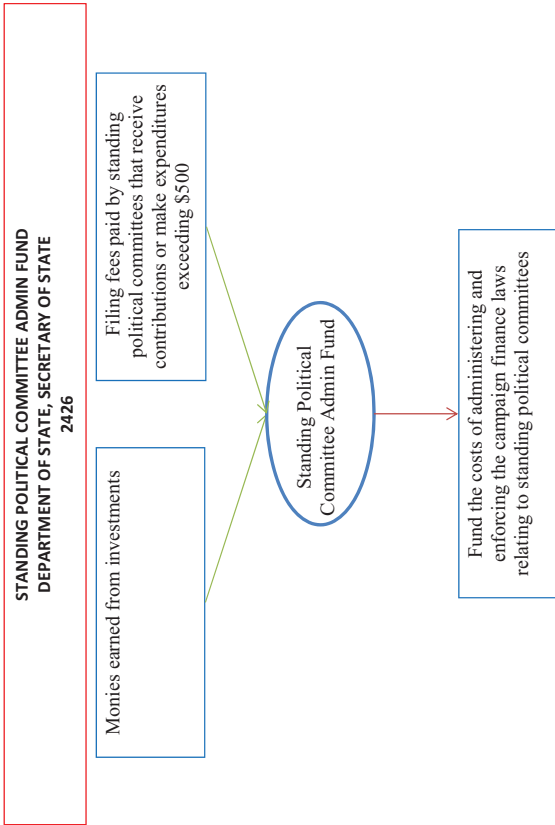 STANDING POLITICAL COMMITTEE ADMIN FUND
DEPARTMENT OF STATE, SECRETARY OF STATE
2426
Monies earned from investments
Filing fees paid by standing
political committees that receive
contributions or make expenditures
exceeding $500
Standing Political
Committee Admin Fund
Fund the costs of administering and
enforcing the campaign finance laws
relating to standing political committees